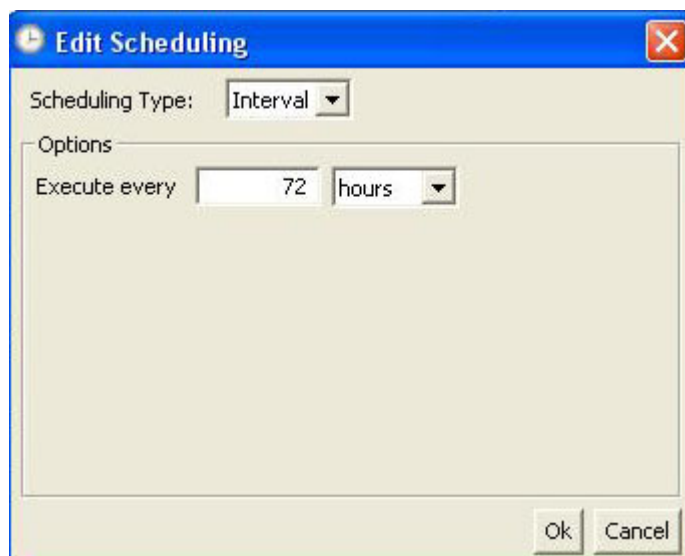 Edit Scheduling
Scheduling Type: Interval
Options
Execute every 72 hours
Ok Cancel